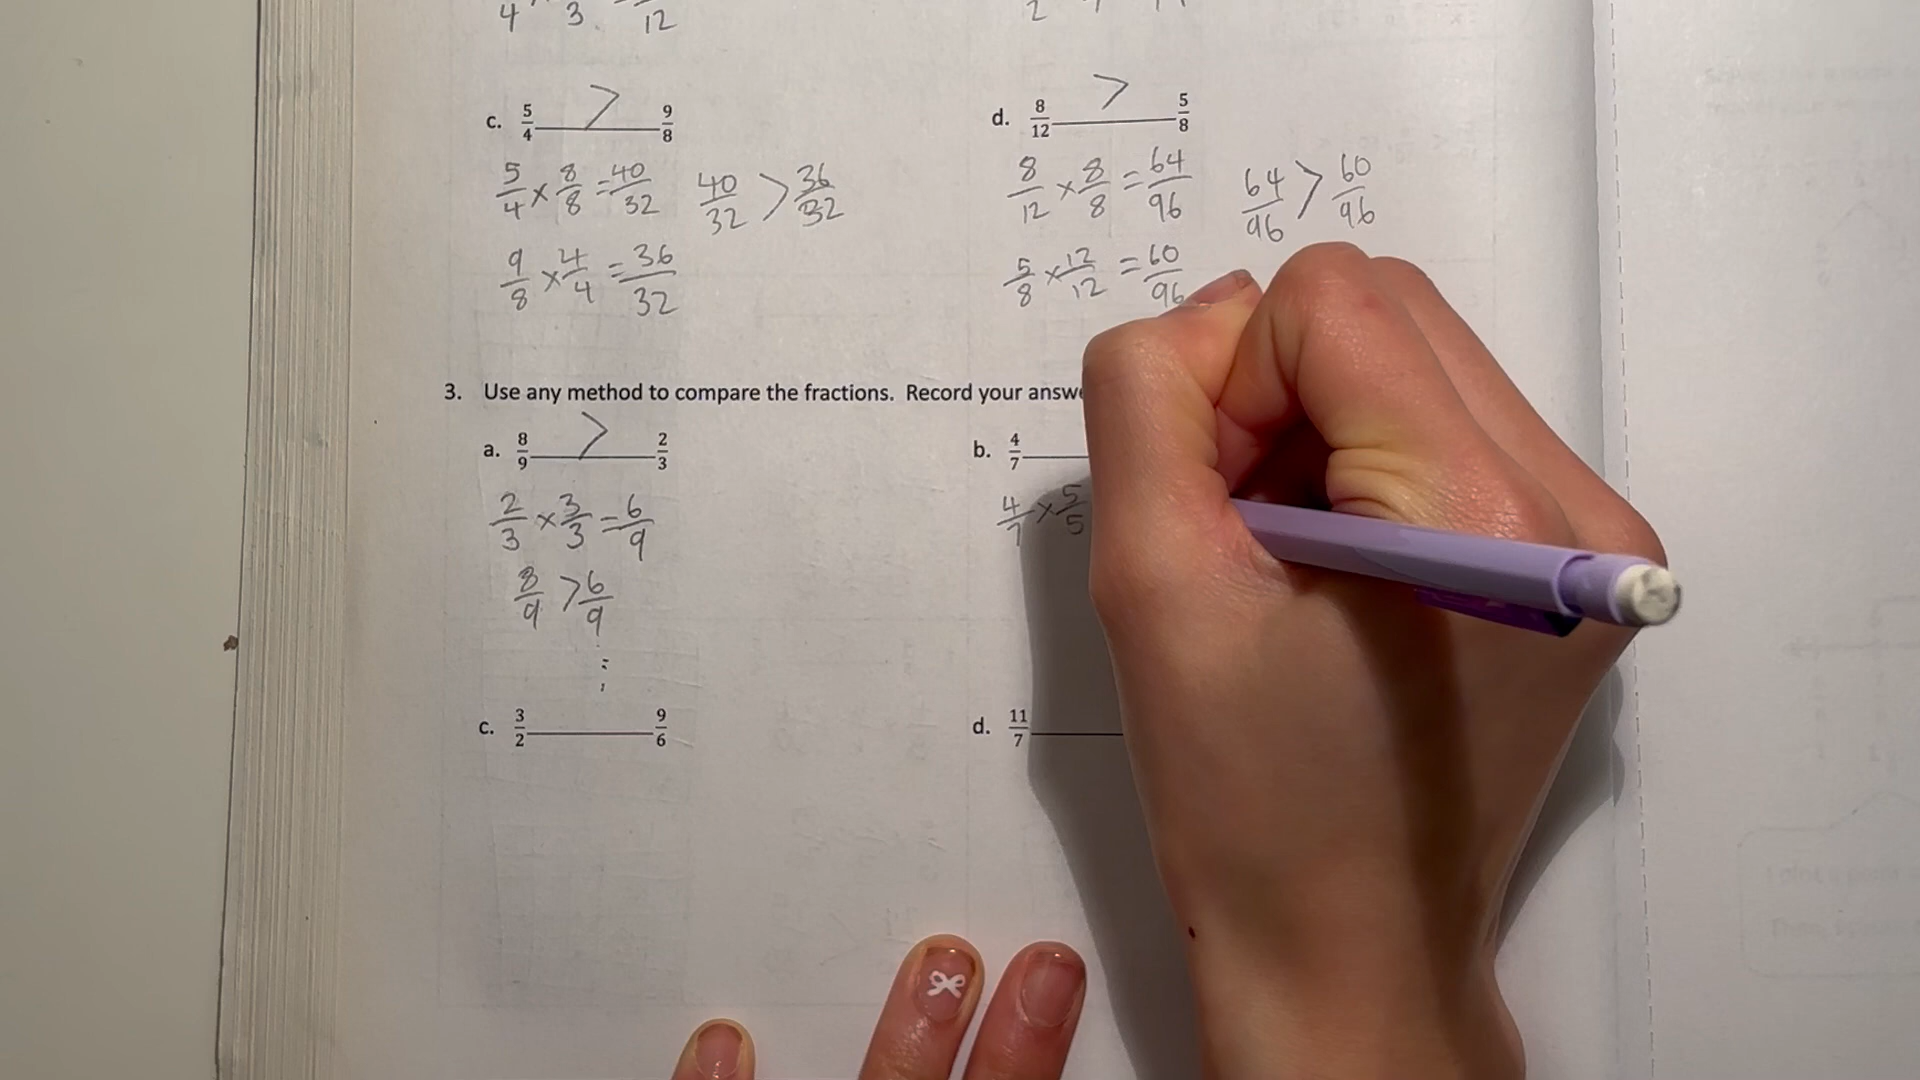 4 3 12
c. 5/4 > 9/8
5/4 × 8/8 = 40/32 40/32 > 36/32
9/8 × 4/4 = 36/32
d. 8/12 > 5/8
8/12 × 8/8 = 64/96 64/96 > 60/96
5/8 × 12/12 = 60/96
3. Use any method to compare the fractions. Record your
a. 8/9 > 2/3
2/3 × 3/3 = 6/9
8/9 > 6/9
b. 4/7
4/7 × 5/5
c. 3/2 9/6
d. 11/7